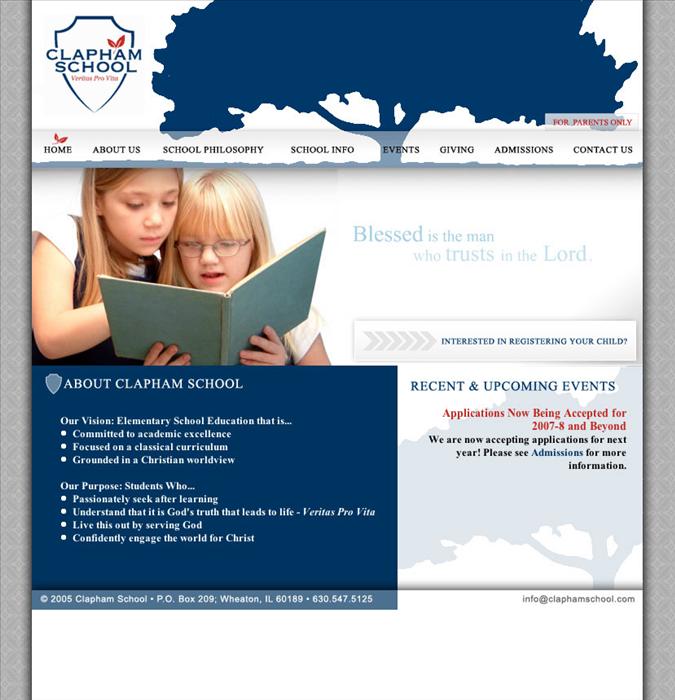 CLAPHAM
SCHOOL
Veritas Pro Vita
FOR PARENTS ONLY
HOME ABOUT US SCHOOL PHILOSOPHY SCHOOL INFO EVENTS GIVING ADMISSIONS CONTACT US
Blessed is the man
who trusts in the Lord.
INTERESTED IN REGISTERING YOUR CHILD?
ABOUT CLAPHAM SCHOOL
Our Vision: Elementary School Education that is...
Committed to academic excellence
Focused on a classical curriculum
Grounded in a Christian worldview
Our Purpose: Students Who...
Passionately seek after learning
Understand that it is God's truth that leads to life - Veritas Pro Vita
Live this out by serving God
Confidently engage the world for Christ
RECENT & UPCOMING EVENTS
Applications Now Being Accepted for
2007-8 and Beyond
We are now accepting applications for next
year! Please see Admissions for more
information.
© 2005 Clapham School • P.O. Box 209; Wheaton, IL 60189 • 630.547.5125
info@claphamschool.com